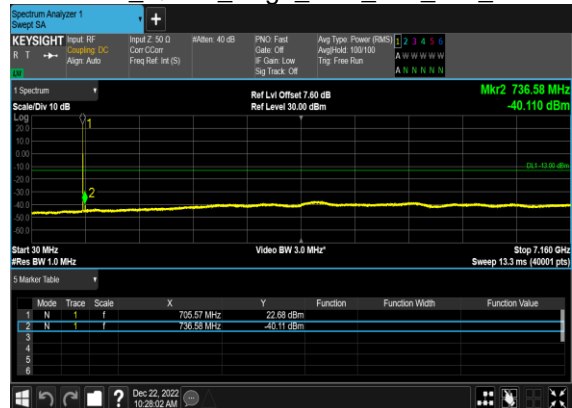 Spectrum Analyzer 1
Swept SA
+
KEYSIGHT
R T
Input: RF
Coupling: DC
Align: Auto
Input Z: 50 Ω
Corr CCorr
Freq Ref: Int (S)
#Atten: 40 dB
PNO: Fast
Gate: Off
IF Gain: Low
Sig Track: Off
Avg Type: Power (RMS)
Avg|Hold: 100/100
Trig: Free Run
1 2 3 4 5 6
A W W W W W
A N N N N N
1 Spectrum
Scale/Div 10 dB
Ref Lvl Offset 7.60 dB
Ref Level 30.00 dBm
Mkr2 736.58 MHz
-40.110 dBm
Log
20.0
10.0
0.00
-10.0
-20.0
-30.0
-40.0
-50.0
-60.0
1
2
DL1 -13.00 dBm
Start 30 MHz
#Res BW 1.0 MHz
Video BW 3.0 MHz*
Stop 7.160 GHz
Sweep 13.3 ms (40001 pts)
5 Marker Table
Mode Trace Scale X Y Function Function Width Function Value
1 N 1 f 705.57 MHz 22.68 dBm
2 N 1 f 736.58 MHz -40.11 dBm
3
4
5
6
?
Dec 22, 2022
10:28:02 AM